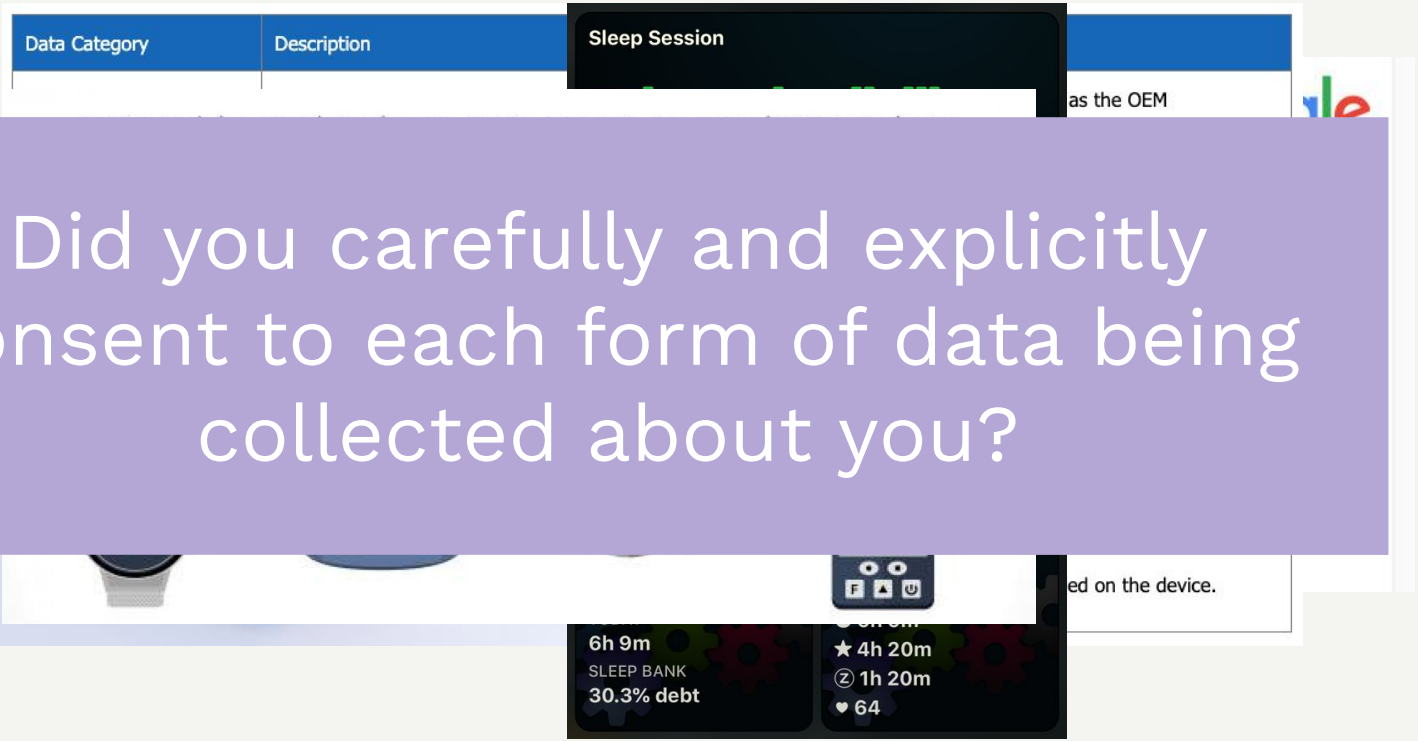 Data Category
Description
Sleep Session
as the OEM
Did you carefully and explicitly
onsent to each form of data being
collected about you?
F
ed on the device.
6h 9m
SLEEP BANK
30.3% debt
4h 20m
1h 20m
64